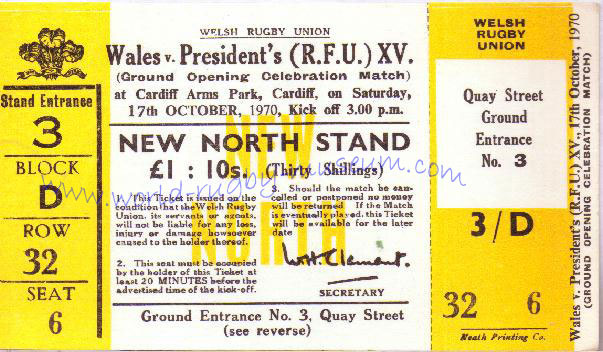 Stand Entrance
3
BLOCK
D
ROW
32
SEAT
6
WELSH RUGBY UNION
Wales v. President's (R.F.U.) XV.
(Ground Opening Celebration Match)
at Cardiff Arms Park, Cardiff, on Saturday,
17th OCTOBER, 1970, Kick off 3.00 p.m.
NEW NORTH STAND
£1 : 10s. (Thirty Shillings)
1. This Ticket is issued on the
condition that the Welsh Rugby
Union, its servants or agents,
will not be liable for any loss,
injury or damage howsoever
caused to the holder thereof.
2. This seat must be occupied
by the holder of this Ticket at
least 20 MINUTES before the
advertised time of the kick-off.
3. Should the match be can-
celled or postponed no money
will be returned. If the Match
is eventually played, this Ticket
will be available for the later
date
W H Clement.
SECRETARY
Ground Entrance No. 3, Quay Street
(see reverse)
NEW
NORTH
www.world-rugby-museum.com
WELSH
RUGBY
UNION
Quay Street
Ground
Entrance
No. 3
3/D
32 6
Neath Printing Co.
Wales v. President's (R.F.U.) XV., 17th October, 1970
(GROUND OPENING CELEBRATION MATCH)